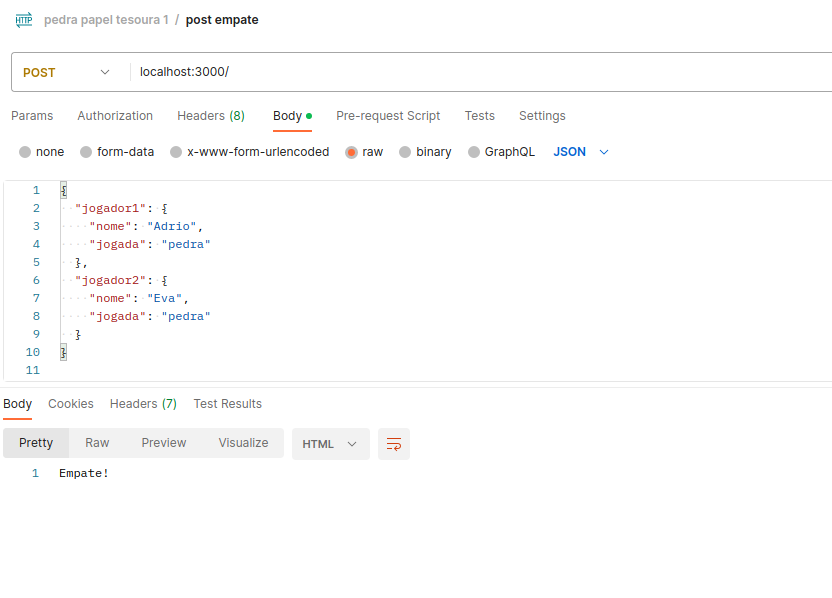 HTTP pedra papel tesoura 1 / post empate
POST localhost:3000/
Params Authorization Headers (8) Body Pre-request Script Tests Settings
none form-data x-www-form-urlencoded raw binary GraphQL JSON
1 {
2 "jogador1": {
3 "nome": "Adrio",
4 "jogada": "pedra"
5 },
6 "jogador2": {
7 "nome": "Eva",
8 "jogada": "pedra"
9 }
10 }
11
Body Cookies Headers (7) Test Results
Pretty Raw Preview Visualize HTML
1 Empate!